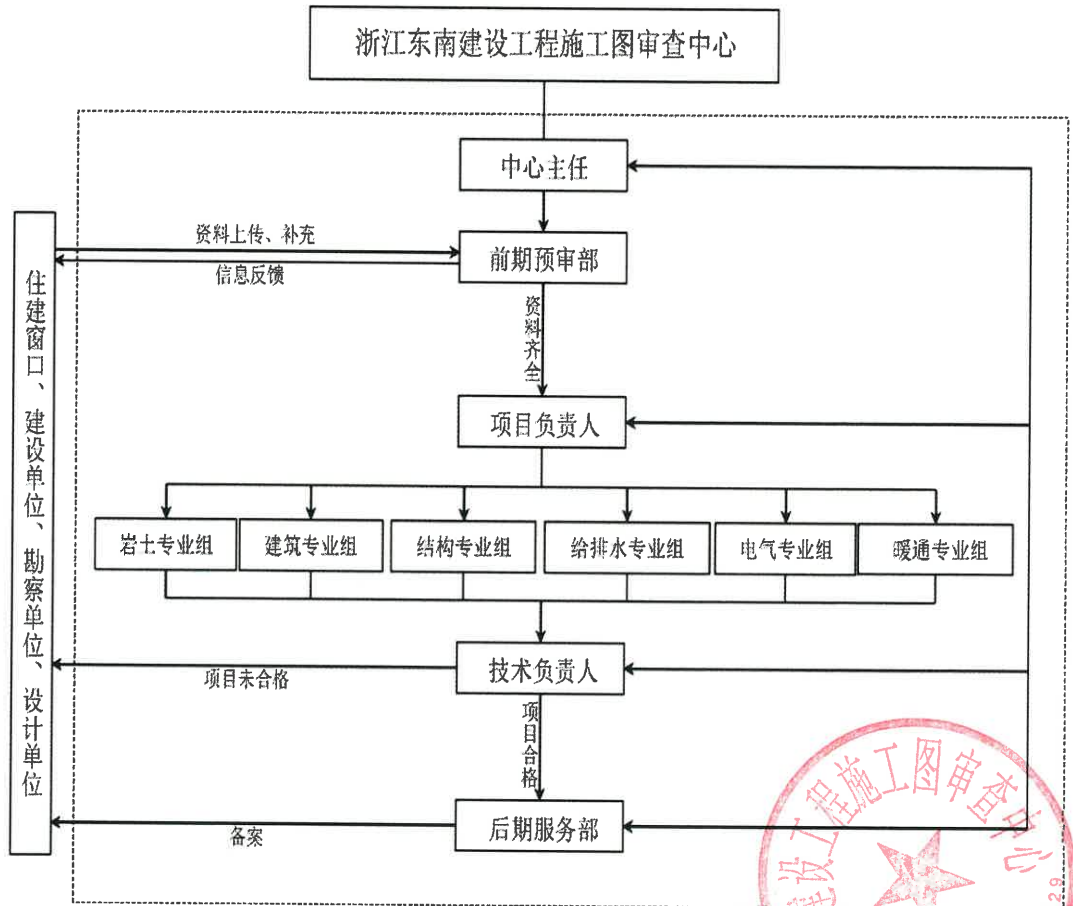 浙江东南建设工程施工图审查中心
中心主任
资料上传、补充
前期预审部
信息反馈
住建窗口、建设单位、勘察单位、设计单位
资料齐全
项目负责人
岩土专业组
建筑专业组
结构专业组
给排水专业组
电气专业组
暖通专业组
技术负责人
项目未合格
项目合格
后期服务部
备案
建设工程施工图审查中心
29